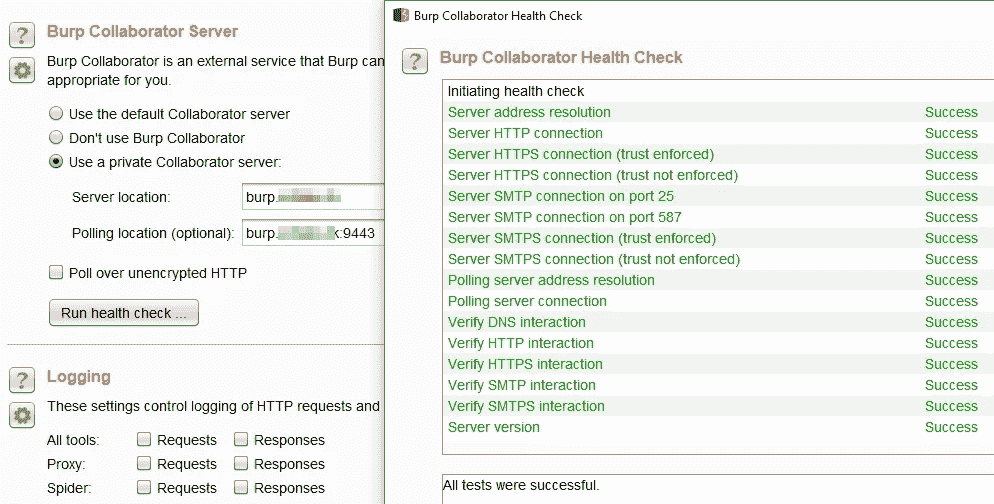 Burp Collaborator Server
Burp Collaborator is an external service that Burp can
appropriate for you.
Use the default Collaborator server
Don't use Burp Collaborator
Use a private Collaborator server:
Server location: burp.
Polling location (optional): burp. k:9443
Poll over unencrypted HTTP
Run health check ...
Logging
These settings control logging of HTTP requests and
All tools: Requests Responses
Proxy: Requests Responses
Spider: Requests Responses
Burp Collaborator Health Check
Burp Collaborator Health Check
Initiating health check
Server address resolution Success
Server HTTP connection Success
Server HTTPS connection (trust enforced) Success
Server HTTPS connection (trust not enforced) Success
Server SMTP connection on port 25 Success
Server SMTP connection on port 587 Success
Server SMTPS connection (trust enforced) Success
Server SMTPS connection (trust not enforced) Success
Polling server address resolution Success
Polling server connection Success
Verify DNS interaction Success
Verify HTTP interaction Success
Verify HTTPS interaction Success
Verify SMTP interaction Success
Verify SMTPS interaction Success
Server version Success
All tests were successful.